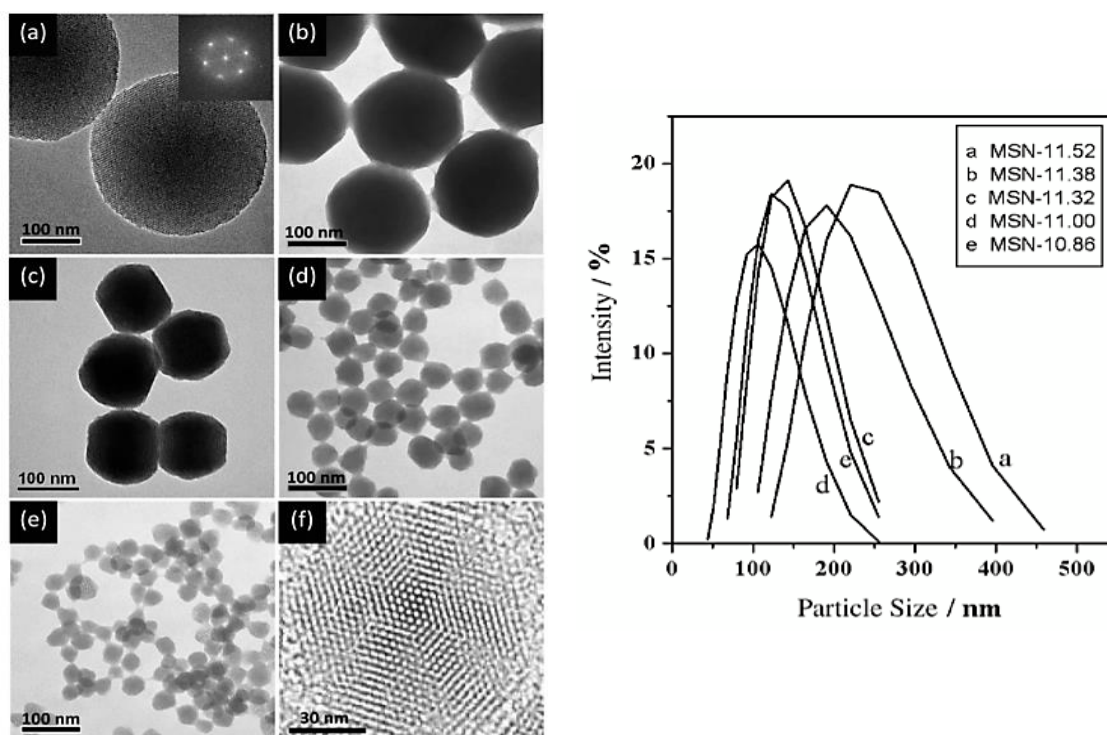 (a)
100 nm
(b)
100 nm
(c)
100 nm
(d)
100 nm
(e)
100 nm
(f)
30 nm
a MSN-11.52
b MSN-11.38
c MSN-11.32
d MSN-11.00
e MSN-10.86
Intensity / %
20
15
10
5
0
c
e
d
b
a
0 100 200 300 400 500
Particle Size / nm